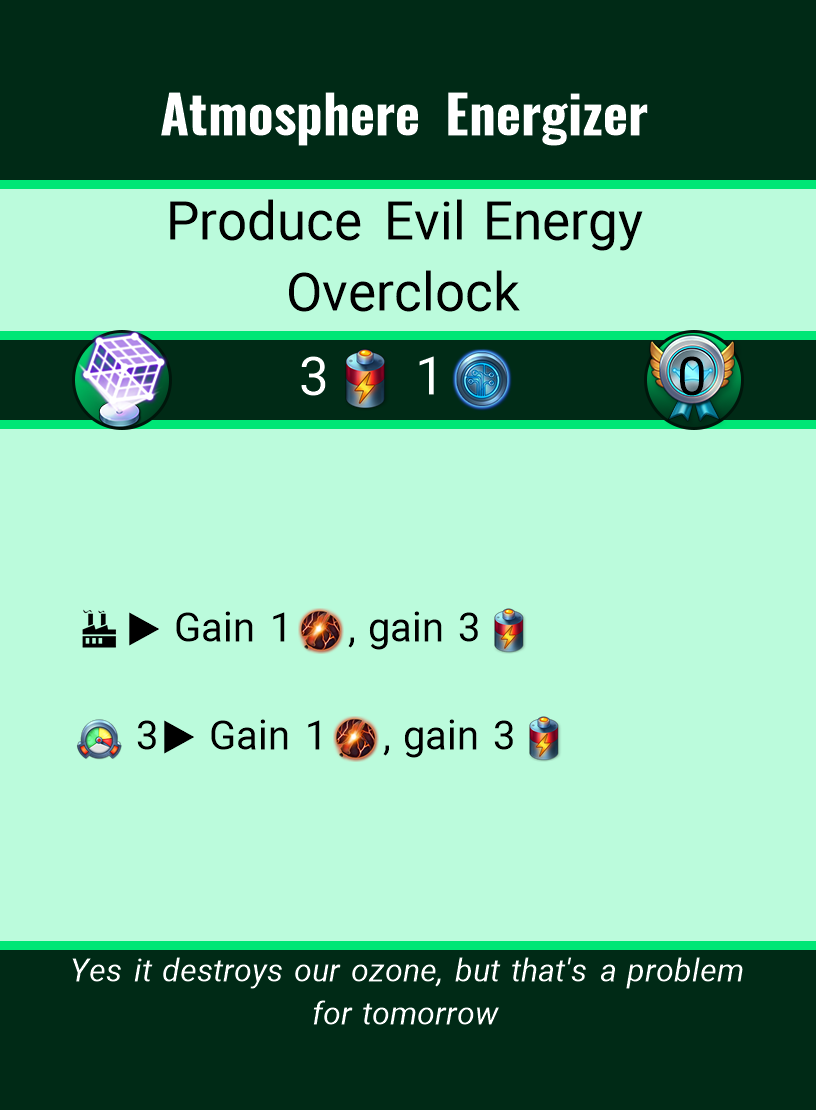 Atmosphere Energizer
Produce Evil Energy
Overclock
3 1 0
▶ Gain 1 , gain 3
3▶ Gain 1 , gain 3
Yes it destroys our ozone, but that's a problem
for tomorrow